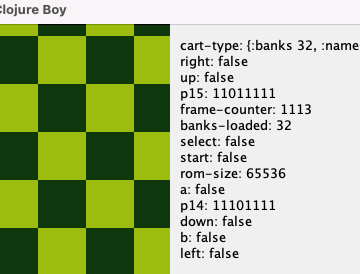 Clojure Boy
cart-type: {:banks 32, :name
right: false
up: false
p15: 11011111
frame-counter: 1113
banks-loaded: 32
select: false
start: false
rom-size: 65536
a: false
p14: 11101111
down: false
b: false
left: false